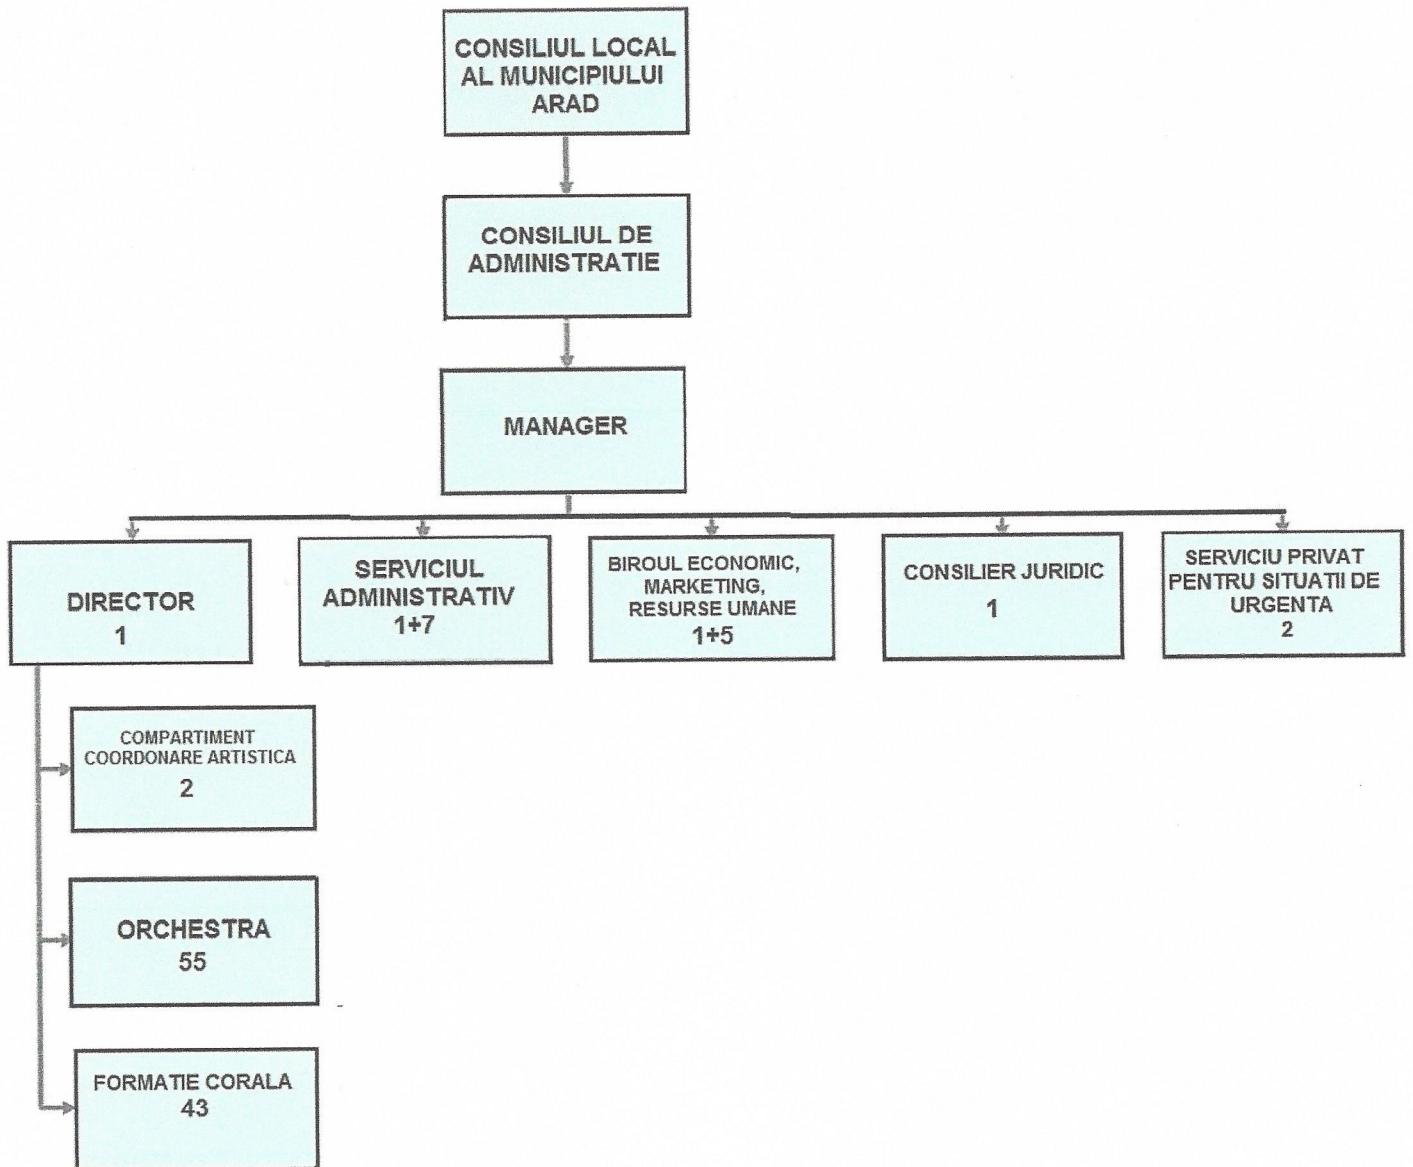 CONSILIUL LOCAL
AL MUNICIPIULUI
ARAD
CONSILIUL DE
ADMINISTRATIE
MANAGER
DIRECTOR
1
SERVICIUL
ADMINISTRATIV
1+7
BIROUL ECONOMIC,
MARKETING,
RESURSE UMANE
1+5
CONSILIER JURIDIC
1
SERVICIU PRIVAT
PENTRU SITUATII DE
URGENTA
2
COMPARTIMENT
COORDONARE ARTISTICA
2
ORCHESTRA
55
FORMATIE CORALA
43